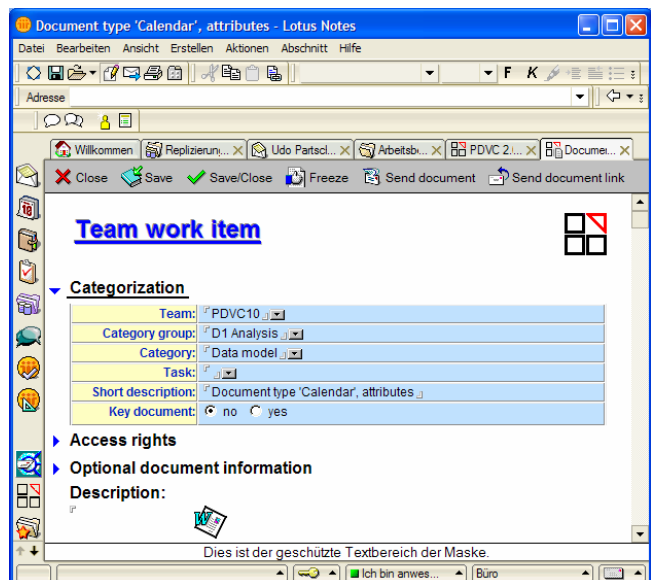 Document type 'Calendar', attributes - Lotus Notes
Datei Bearbeiten Ansicht Erstellen Aktionen Abschnitt Hilfe
F K
Adresse
Willkommen Replizierun... Udo Partscl... Arbeitsb... PDVC 2.(... Documei...
Close Save Save/Close Freeze Send document Send document link
18
Team work item
Categorization
Team: PDVC10
Category group: D1 Analysis
Category: Data model
Task:
Short description: Document type 'Calendar', attributes
Key document: no yes
Access rights
Optional document information
Description:
W
Dies ist der geschützte Textbereich der Maske.
Ich bin anwes... Büro